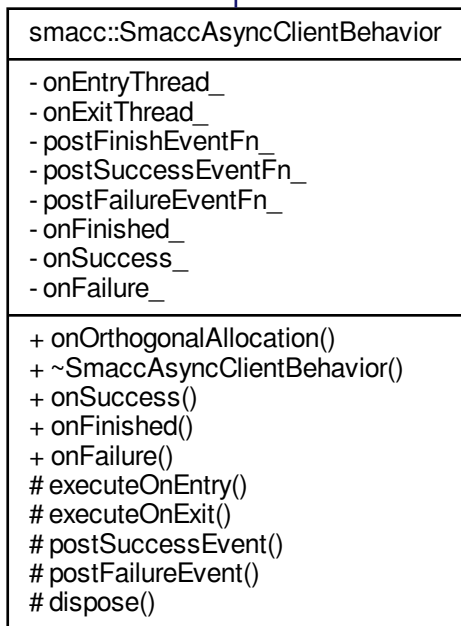 smacc::SmaccAsyncClientBehavior
- onEntryThread_
- onExitThread_
- postFinishEventFn_
- postSuccessEventFn_
- postFailureEventFn_
- onFinished_
- onSuccess_
- onFailure_
+ onOrthogonalAllocation()
+ ~SmaccAsyncClientBehavior()
+ onSuccess()
+ onFinished()
+ onFailure()
# executeOnEntry()
# executeOnExit()
# postSuccessEvent()
# postFailureEvent()
# dispose()